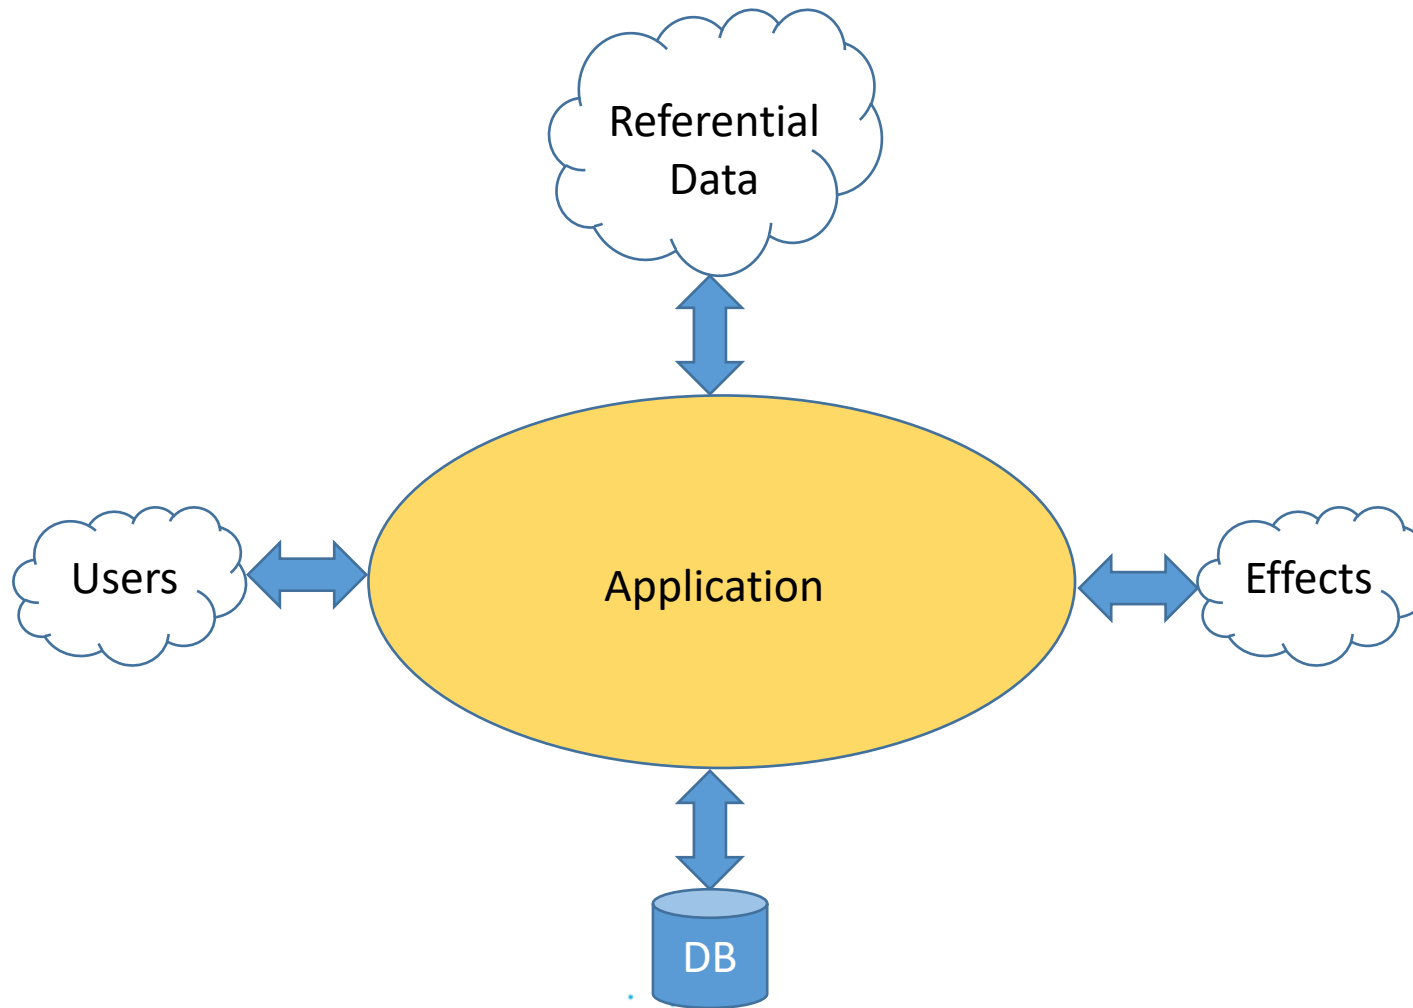 Referential
Data
Users
Application
Effects
DB